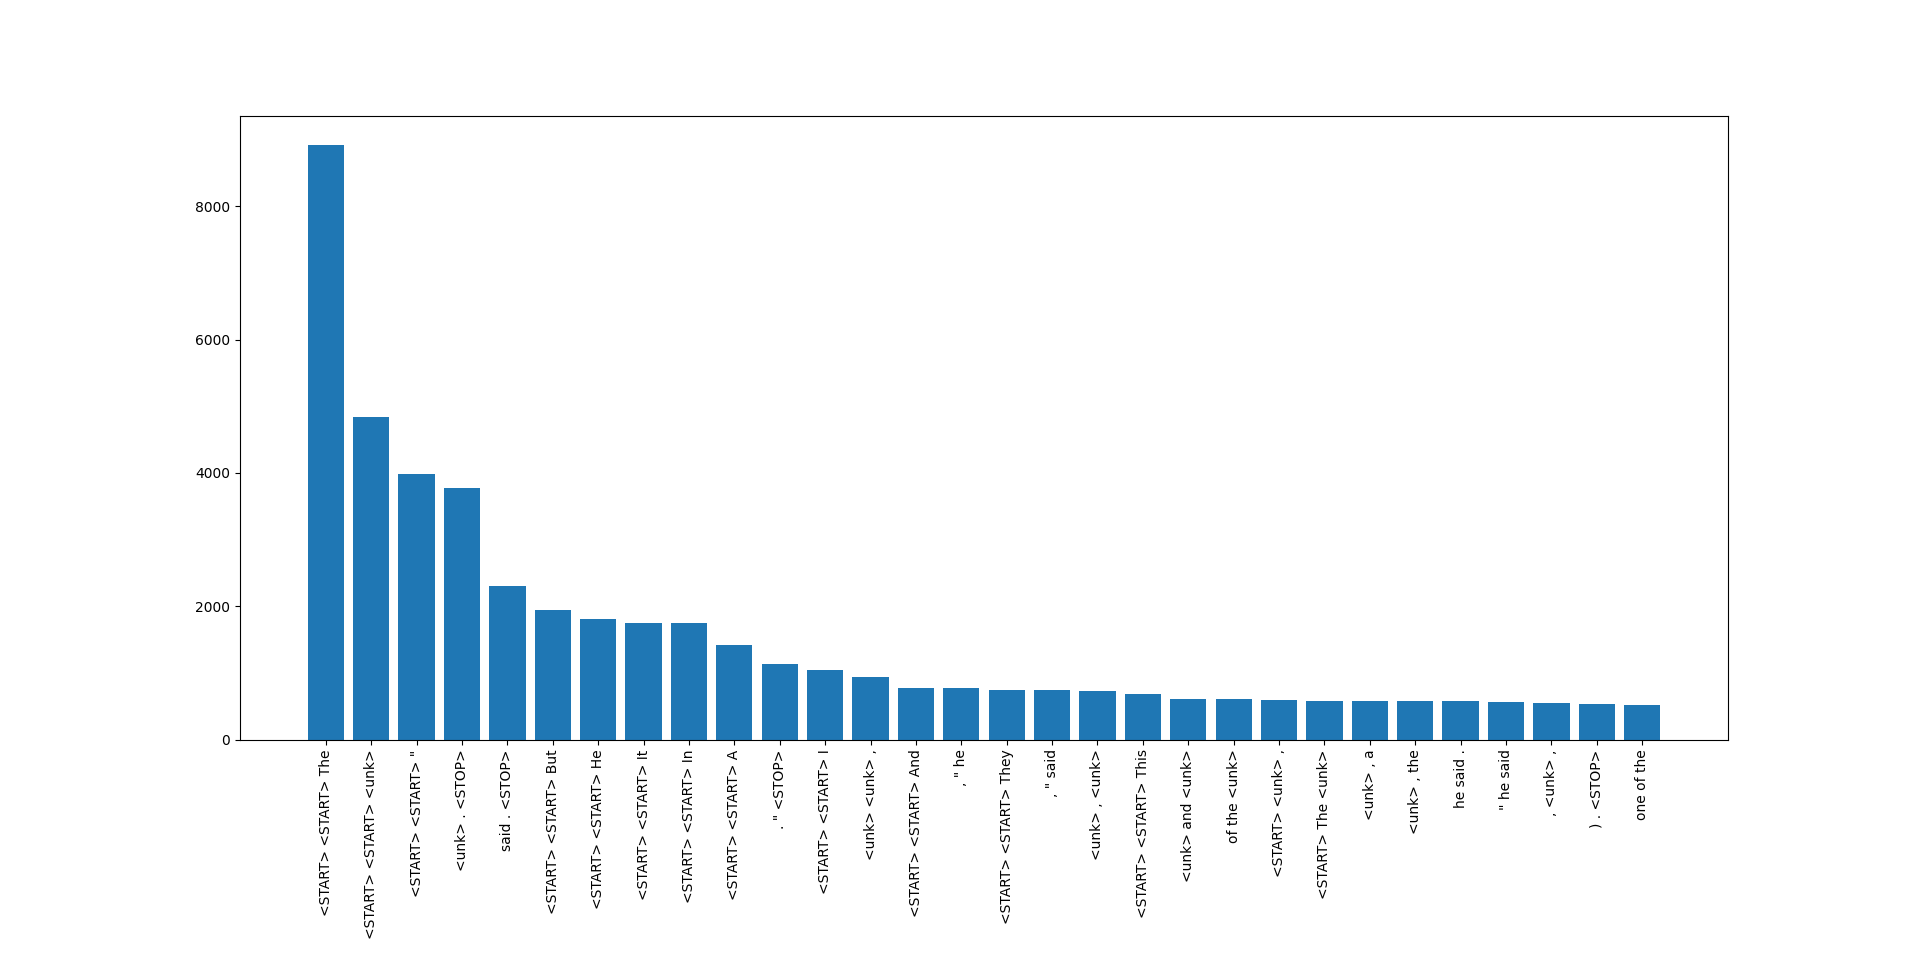 8000
6000
4000
2000
0
<START> <START> The
<START> <START> <unk>
<START> <START> "
<unk> . <STOP>
said . <STOP>
<START> <START> But
<START> <START> He
<START> <START> It
<START> <START> In
<START> <START> A
. " <STOP>
<START> <START> I
<unk> <unk> ,
<START> <START> And
, " he
<START> <START> They
, " said
<unk> , <unk>
<START> <START> This
<unk> and <unk>
of the <unk>
<START> <unk> ,
<START> The <unk>
<unk> , a
<unk> , the
he said .
" he said
, <unk> ,
) . <STOP>
one of the